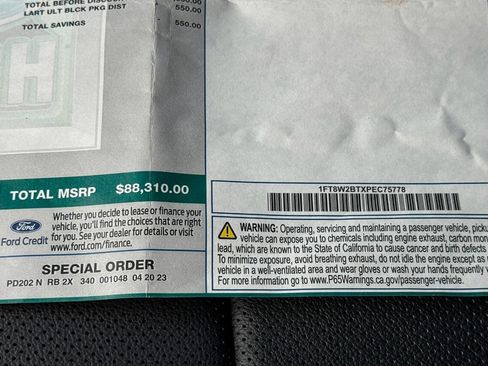 TOTAL BEFORE DISCOU
LART ULT BLCK PKG DIST
550.00
TOTAL SAVINGS
550.00
H
TOTAL MSRP $88,310.00
Ford
Ford Credit
Whether you decide to lease or finance your
vehicle, you'll find the choices that are right
for you. See your dealer for details or visit
www.ford.com/finance.
SPECIAL ORDER
PD202 N RB 2X 340 001048 04 20 23
1FT8W2BTXPEC75778
WARNING: Operating, servicing and maintaining a passenger vehicle, pickup
vehicle can expose you to chemicals including engine exhaust, carbon mon
lead, which are known to the State of California to cause cancer and birth defects
To minimize exposure, avoid breathing exhaust, do not idle the engine except as
vehicle in a well-ventilated area and wear gloves or wash your hands frequently
For more information go to www.P65Warnings.ca.gov/passenger-vehicle.